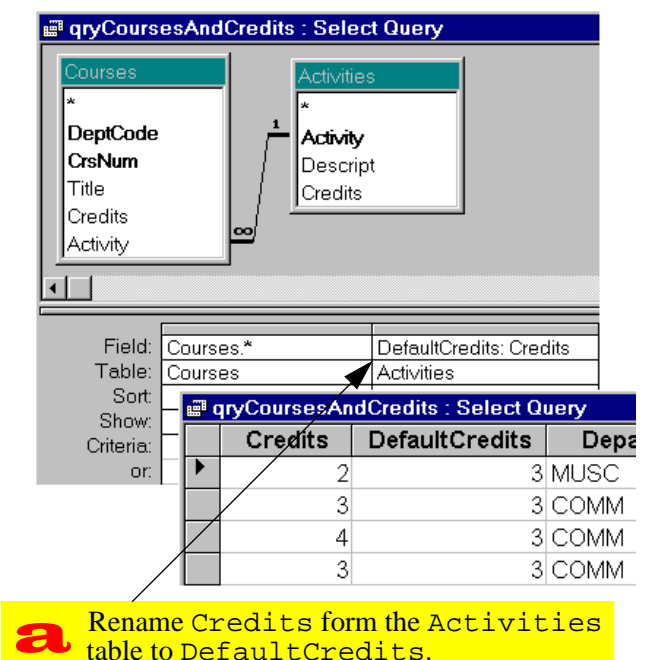 qryCoursesAndCredits : Select Query
Courses
*
DeptCode
CrsNum
Title
Credits
Activity
1
∞
Activities
*
Activity
Descript
Credits
Field: Courses.* DefaultCredits: Credits
Table: Courses Activities
Sort:
Show:
Criteria:
or:
qryCoursesAndCredits : Select Query
Credits DefaultCredits Depa
2 3 MUSC
3 3 COMM
4 3 COMM
3 3 COMM
a Rename Credits form the Activities
table to DefaultCredits.